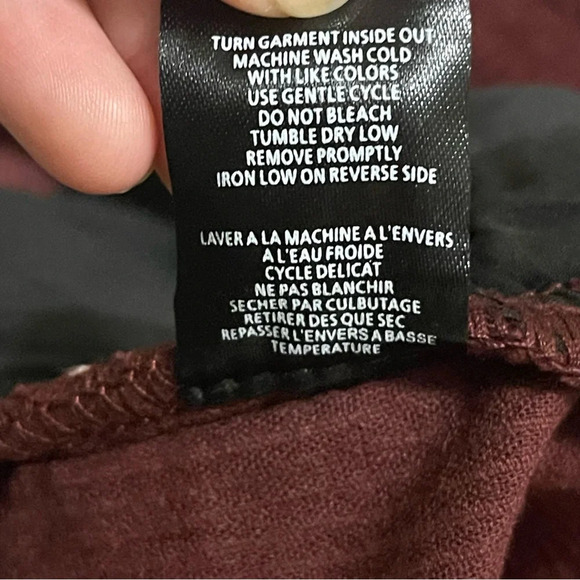 TURN GARMENT INSIDE OUT
MACHINE WASH COLD
WITH LIKE COLORS
USE GENTLE CYCLE
DO NOT BLEACH
TUMBLE DRY LOW
REMOVE PROMPTLY
IRON LOW ON REVERSE SIDE
LAVER A LA MACHINE A L'ENVERS
A L'EAU FROIDE
CYCLE DELICAT
NE PAS BLANCHIR
SECHER PAR CULBUTAGE
RETIRER DES QUE SEC
REPASSER L'ENVERS A BASSE
TEMPERATURE